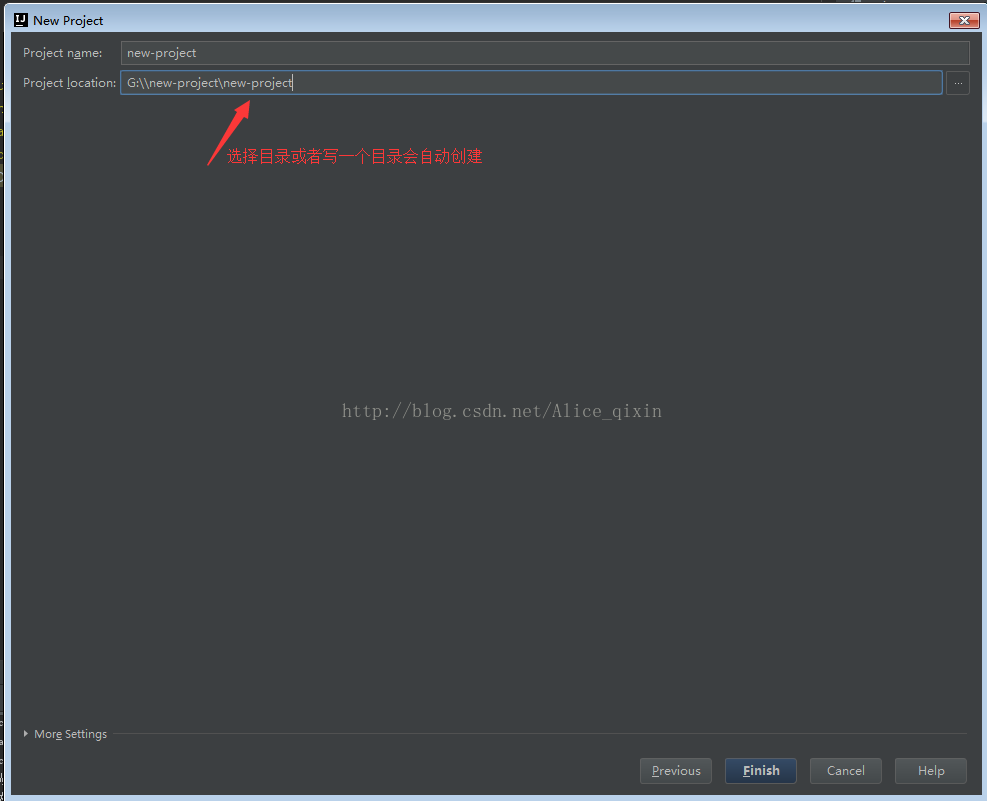 New Project
Project name: new-project
Project location: G:\\new-project\new-project ...
选择目录或者写一个目录会自动创建
http://blog.csdn.net/Alice_qixin
More Settings
Previous Finish Cancel Help